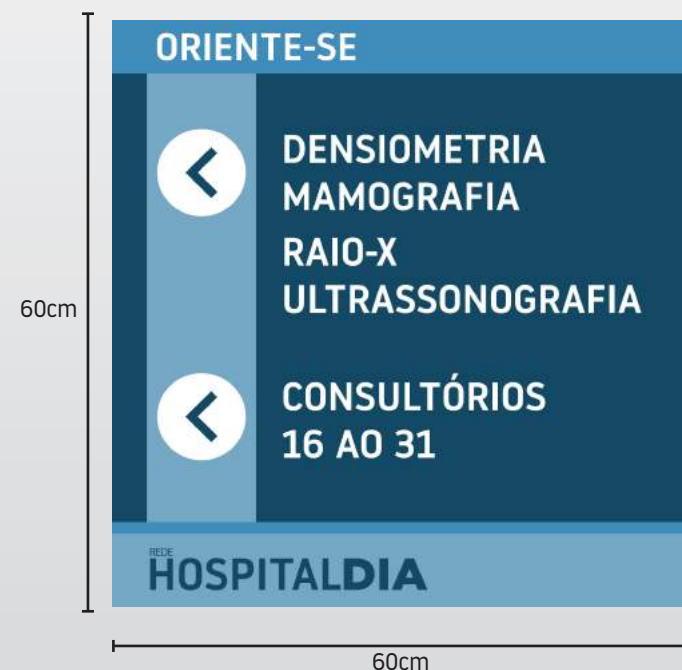 ORIENTE-SE
DENSIOMETRIA
MAMOGRAFIA
RAIO-X
ULTRASSONOGRAFIA
60cm
CONSULTÓRIOS
16 AO 31
REDE
HOSPITALDIA
60cm